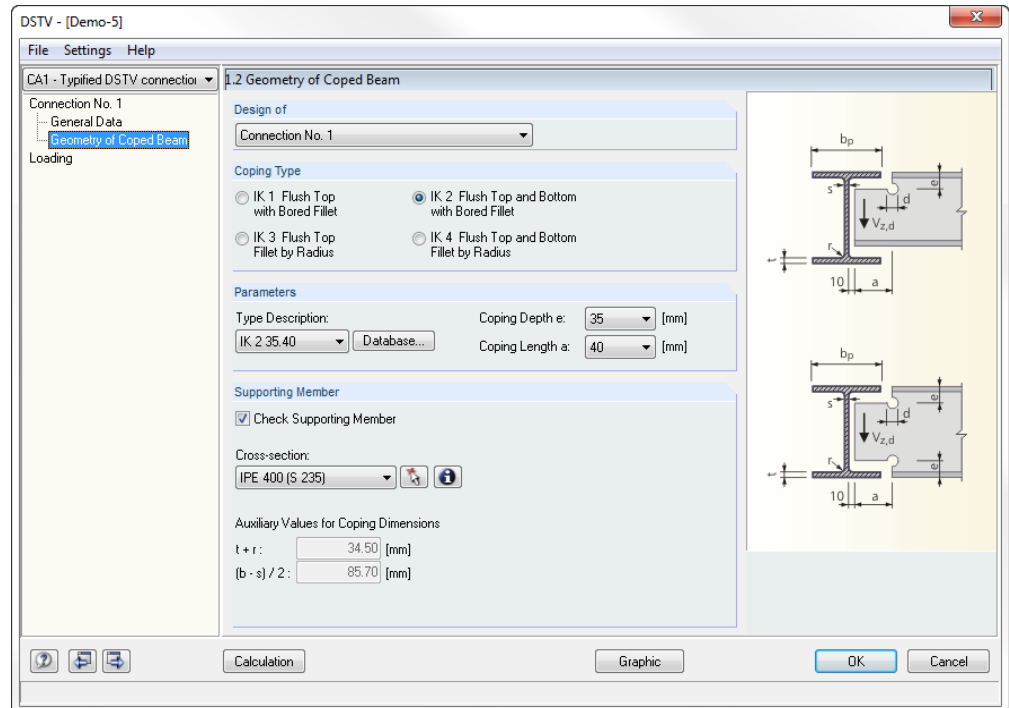 DSTV - [Demo-5]
File Settings Help
CA1 - Typified DSTV connectio
1.2 Geometry of Coped Beam
Connection No. 1
General Data
Geometry of Coped Beam
Loading
Design of
Connection No. 1
Coping Type
IK 1 Flush Top
with Bored Fillet
IK 2 Flush Top and Bottom
with Bored Fillet
IK 3 Flush Top
Fillet by Radius
IK 4 Flush Top and Bottom
Fillet by Radius
Parameters
Type Description:
IK 2 35.40
Database...
Coping Depth e: 35 [mm]
Coping Length a: 40 [mm]
Supporting Member
Check Supporting Member
Cross-section:
IPE 400 (S 235)
Auxiliary Values for Coping Dimensions
t + r : 34.50 [mm]
(b - s) / 2 : 85.70 [mm]
bp
s
e
d
Vz,d
r
t
10 a
bp
s
e
d
Vz,d
r
t
e
10 a
Calculation
Graphic
OK
Cancel